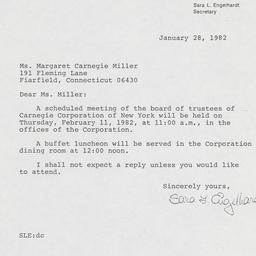 Sara L. Engelhardt
Secretary
January 28, 1982
Ms. Margaret Carnegie Miller
191 Fleming Lane
Fiarfield, Connecticut 06430
Dear Ms. Miller:
A scheduled meeting of the board of trustees of
Carnegie Corporation of New York will be held on
Thursday, February 11, 1982, at 11:00 a.m., in the
offices of the Corporation.
A buffet luncheon will be served in the Corporation
dining room at 12:00 noon.
I shall not expect a reply unless you would like
to attend.
Sincerely yours,
Sara L Engelhard
SLE:dc